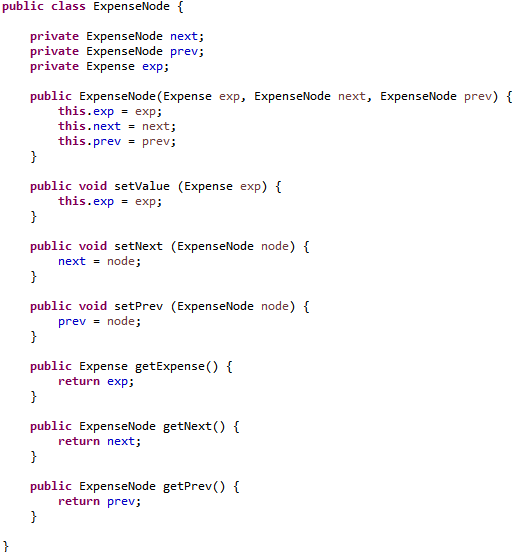 public class ExpenseNode {
private ExpenseNode next;
private ExpenseNode prev;
private Expense exp;
public ExpenseNode(Expense exp, ExpenseNode next, ExpenseNode prev) {
this.exp = exp;
this.next = next;
this.prev = prev;
}
public void setValue (Expense exp) {
this.exp = exp;
}
public void setNext (ExpenseNode node) {
next = node;
}
public void setPrev (ExpenseNode node) {
prev = node;
}
public Expense getExpense() {
return exp;
}
public ExpenseNode getNext() {
return next;
}
public ExpenseNode getPrev() {
return prev;
}
}